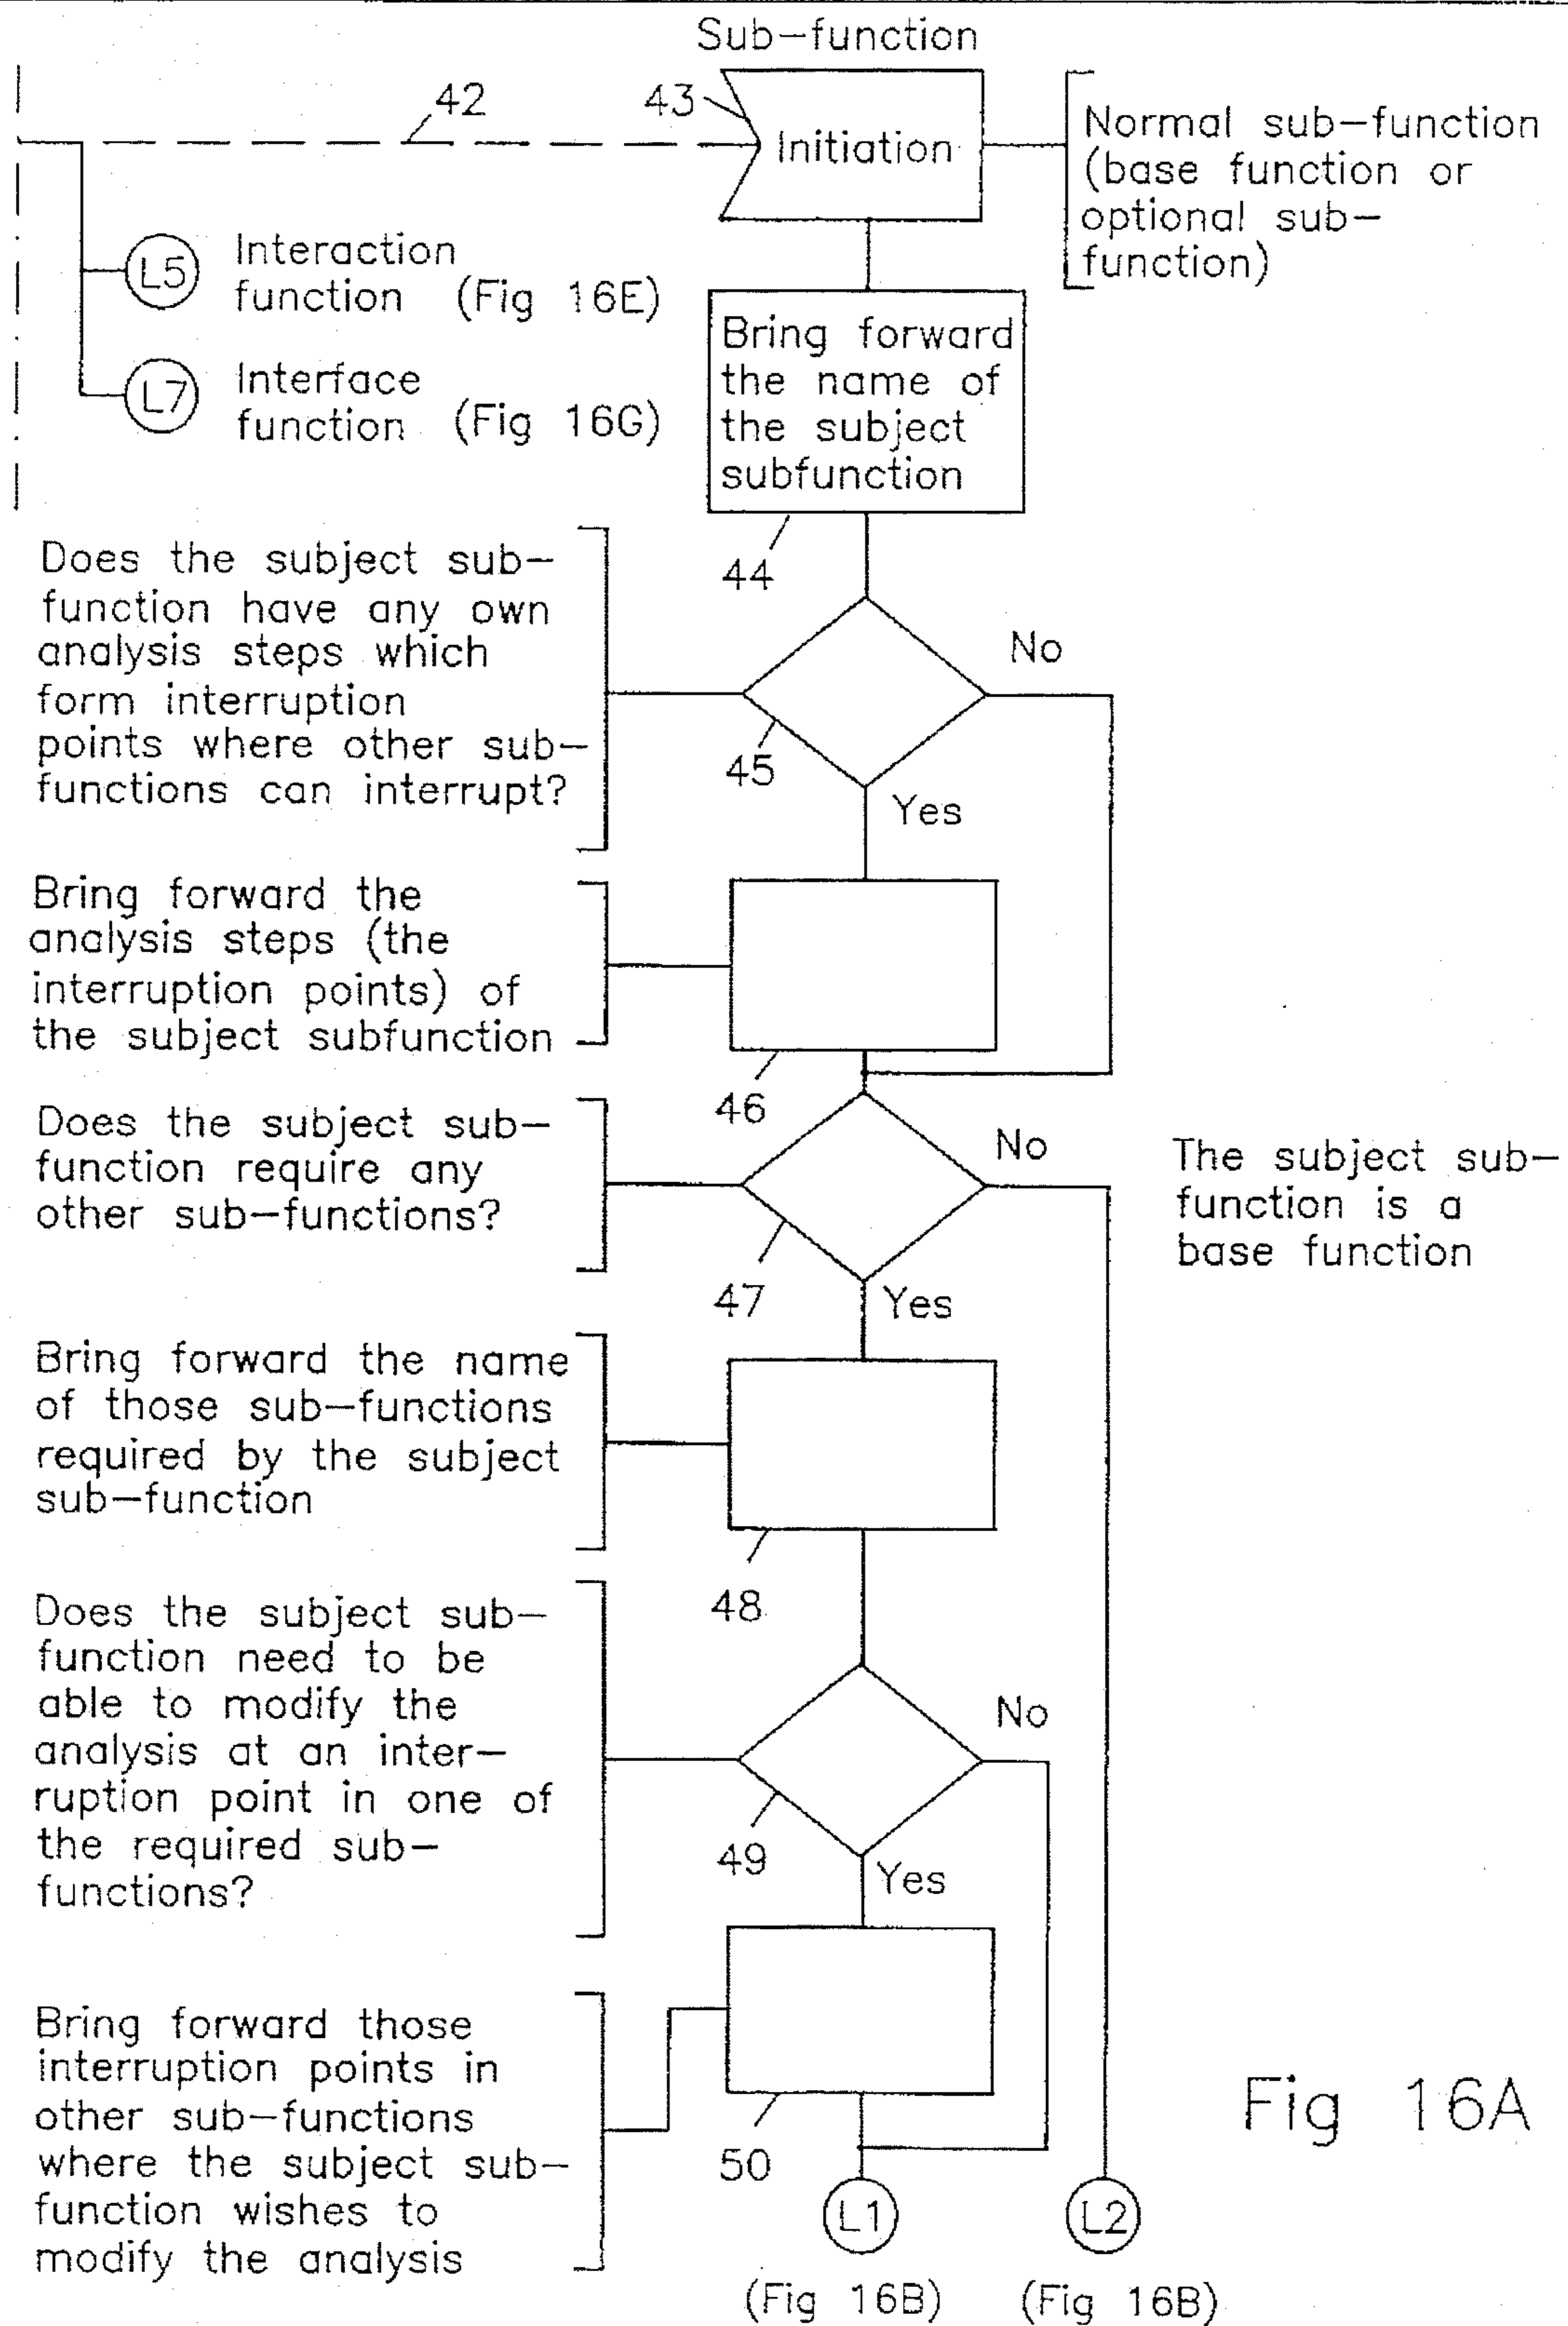 Sub-function
42
43
Initiation
Normal sub-function
(base function or
optional sub-
function)
L5
Interaction
function (Fig 16E)
L7
Interface
function (Fig 16G)
Bring forward
the name of
the subject
subfunction
44
Does the subject sub-
function have any own
analysis steps which
form interruption
points where other sub-
functions can interrupt?
No
45
Yes
Bring forward the
analysis steps (the
interruption points) of
the subject subfunction
46
Does the subject sub-
function require any
other sub-functions?
No
The subject sub-
function is a
base function
47
Yes
Bring forward the name
of those sub-functions
required by the subject
sub-function
48
Does the subject sub-
function need to be
able to modify the
analysis at an inter-
ruption point in one of
the required sub-
functions?
No
49
Yes
Bring forward those
interruption points in
other sub-functions
where the subject sub-
function wishes to
modify the analysis
50
Fig 16A
L1
L2
(Fig 16B)
(Fig 16B)